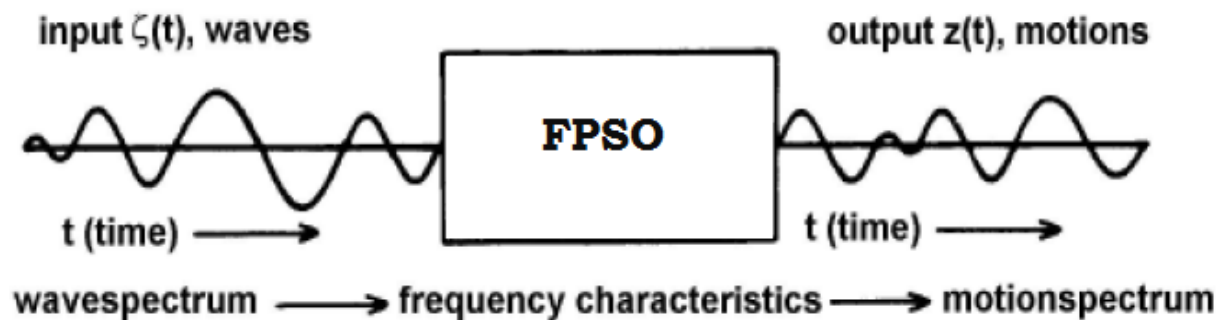 input ζ(t), waves
output z(t), motions
FPSO
t (time)
t (time)
wavespectrum
frequency characteristics
motionspectrum